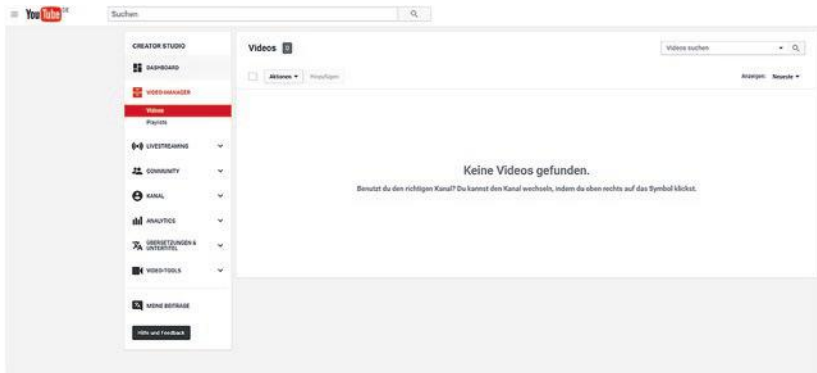 YouTube DE
Suchen
CREATOR STUDIO
DASHBOARD
VIDEO-MANAGER
Videos
Playlists
LIVESTREAMING
COMMUNITY
KANAL
ANALYTICS
ÜBERSETZUNGEN &
UNTERTITEL
VIDEO-TOOLS
MEINE BEITRÄGE
Hilfe und Feedback
Videos 0
Videos suchen
Aktionen Hinzufügen
Anzeigen: Neueste
Keine Videos gefunden.
Benutzt du den richtigen Kanal? Du kannst den Kanal wechseln, indem du oben rechts auf das Symbol klickst.